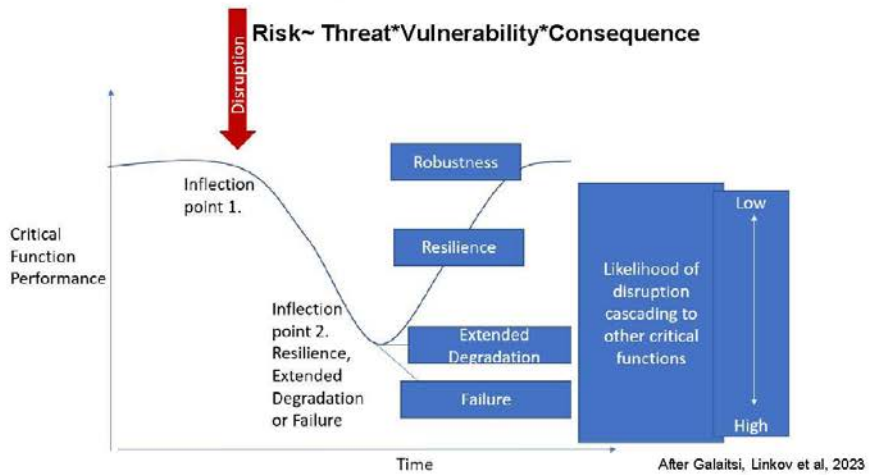 Risk~ Threat*Vulnerability*Consequence
Disruption
Robustness
Inflection
point 1.
Low
Critical
Function
Performance
Resilience
Likelihood of
disruption
cascading to
other critical
functions
Inflection
point 2.
Resilience,
Extended
Degradation
or Failure
Extended
Degradation
Failure
High
Time
After Galaitsi, Linkov et al, 2023